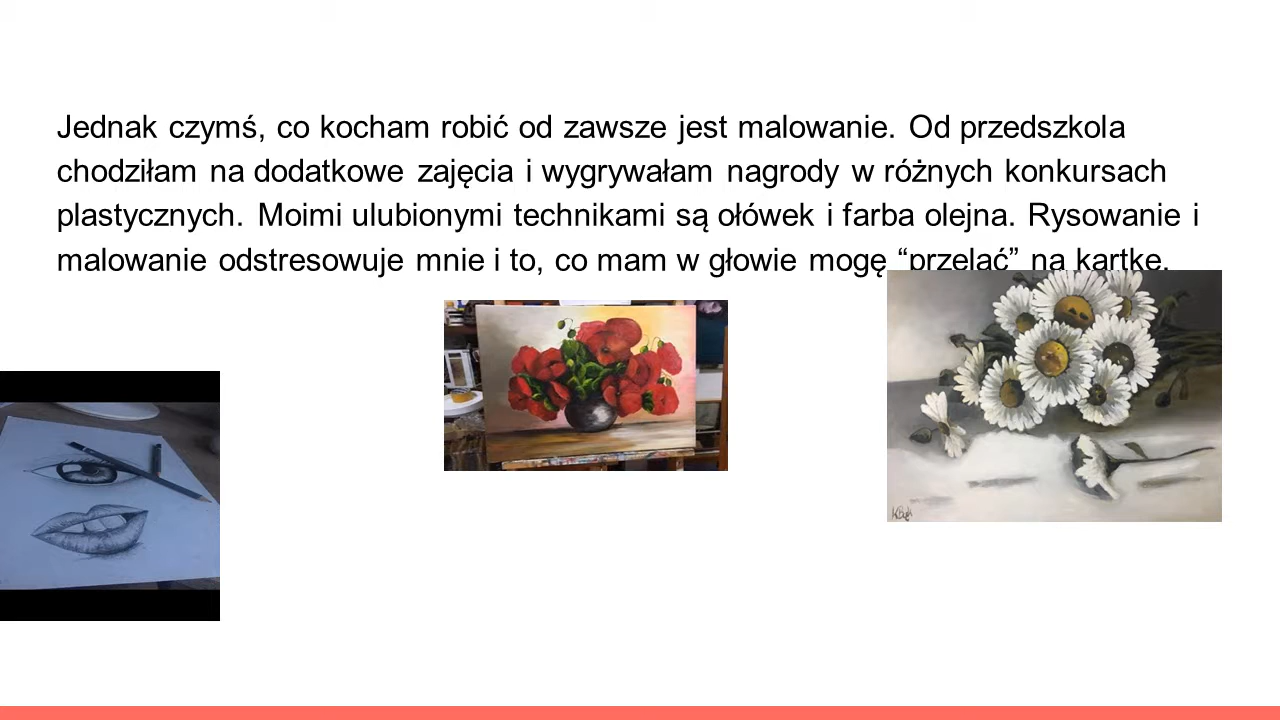 Jednak czymś, co kocham robić od zawsze jest malowanie. Od przedszkola
chodziłam na dodatkowe zajęcia i wygrywałam nagrody w różnych konkursach
plastycznych. Moimi ulubionymi technikami są ołówek i farba olejna. Rysowanie i
malowanie odstresowuje mnie i to, co mam w głowie mogę “przelać” na kartkę.